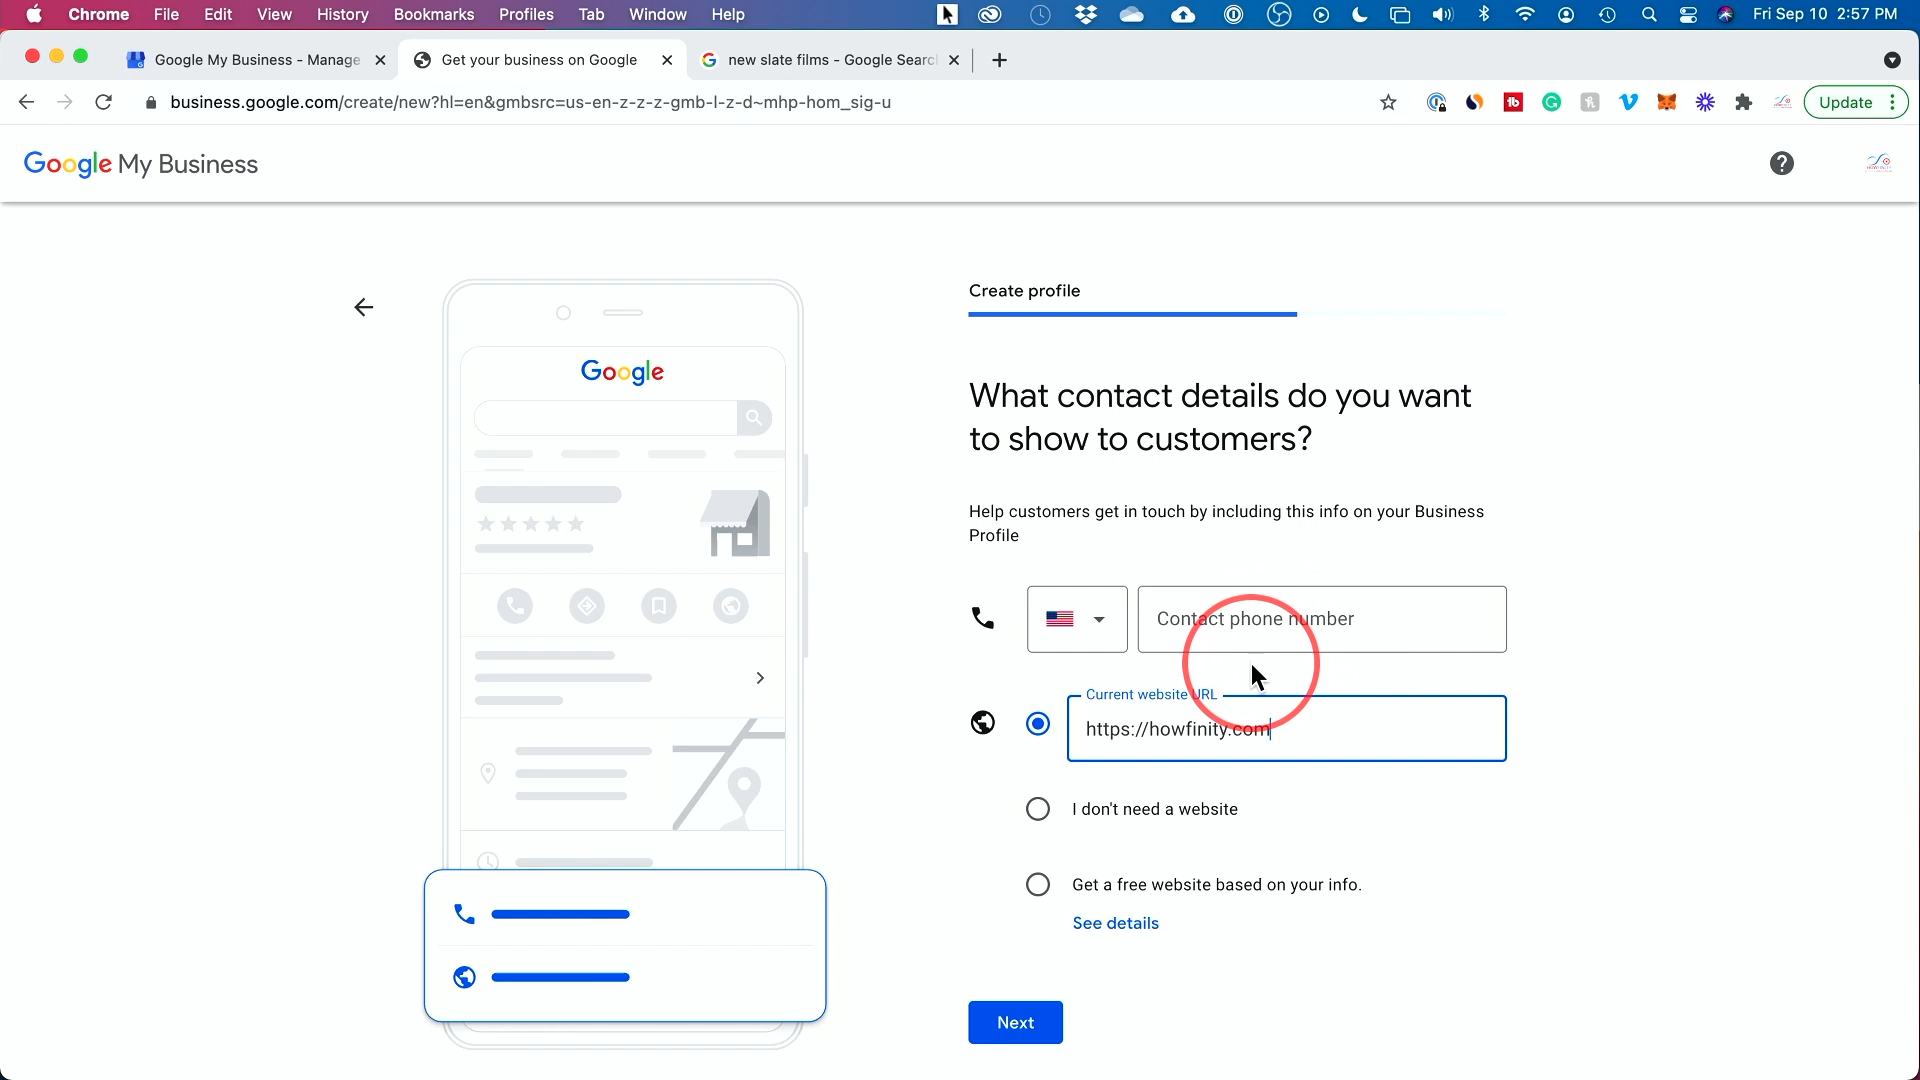 Chrome File Edit View History Bookmarks Profiles Tab Window Help Fri Sep 10 2:57 PM
Google My Business - Manage Get your business on Google new slate films - Google Searc
business.google.com/create/new?hl=en&gmbsrc=us-en-z-z-z-gmb-l-z-d~mhp-hom_sig-u Update
Google My Business
Create profile
Google
What contact details do you want
to show to customers?
Help customers get in touch by including this info on your Business
Profile
Contact phone number
Current website URL
https://howfinity.com
I don't need a website
Get a free website based on your info.
See details
Next